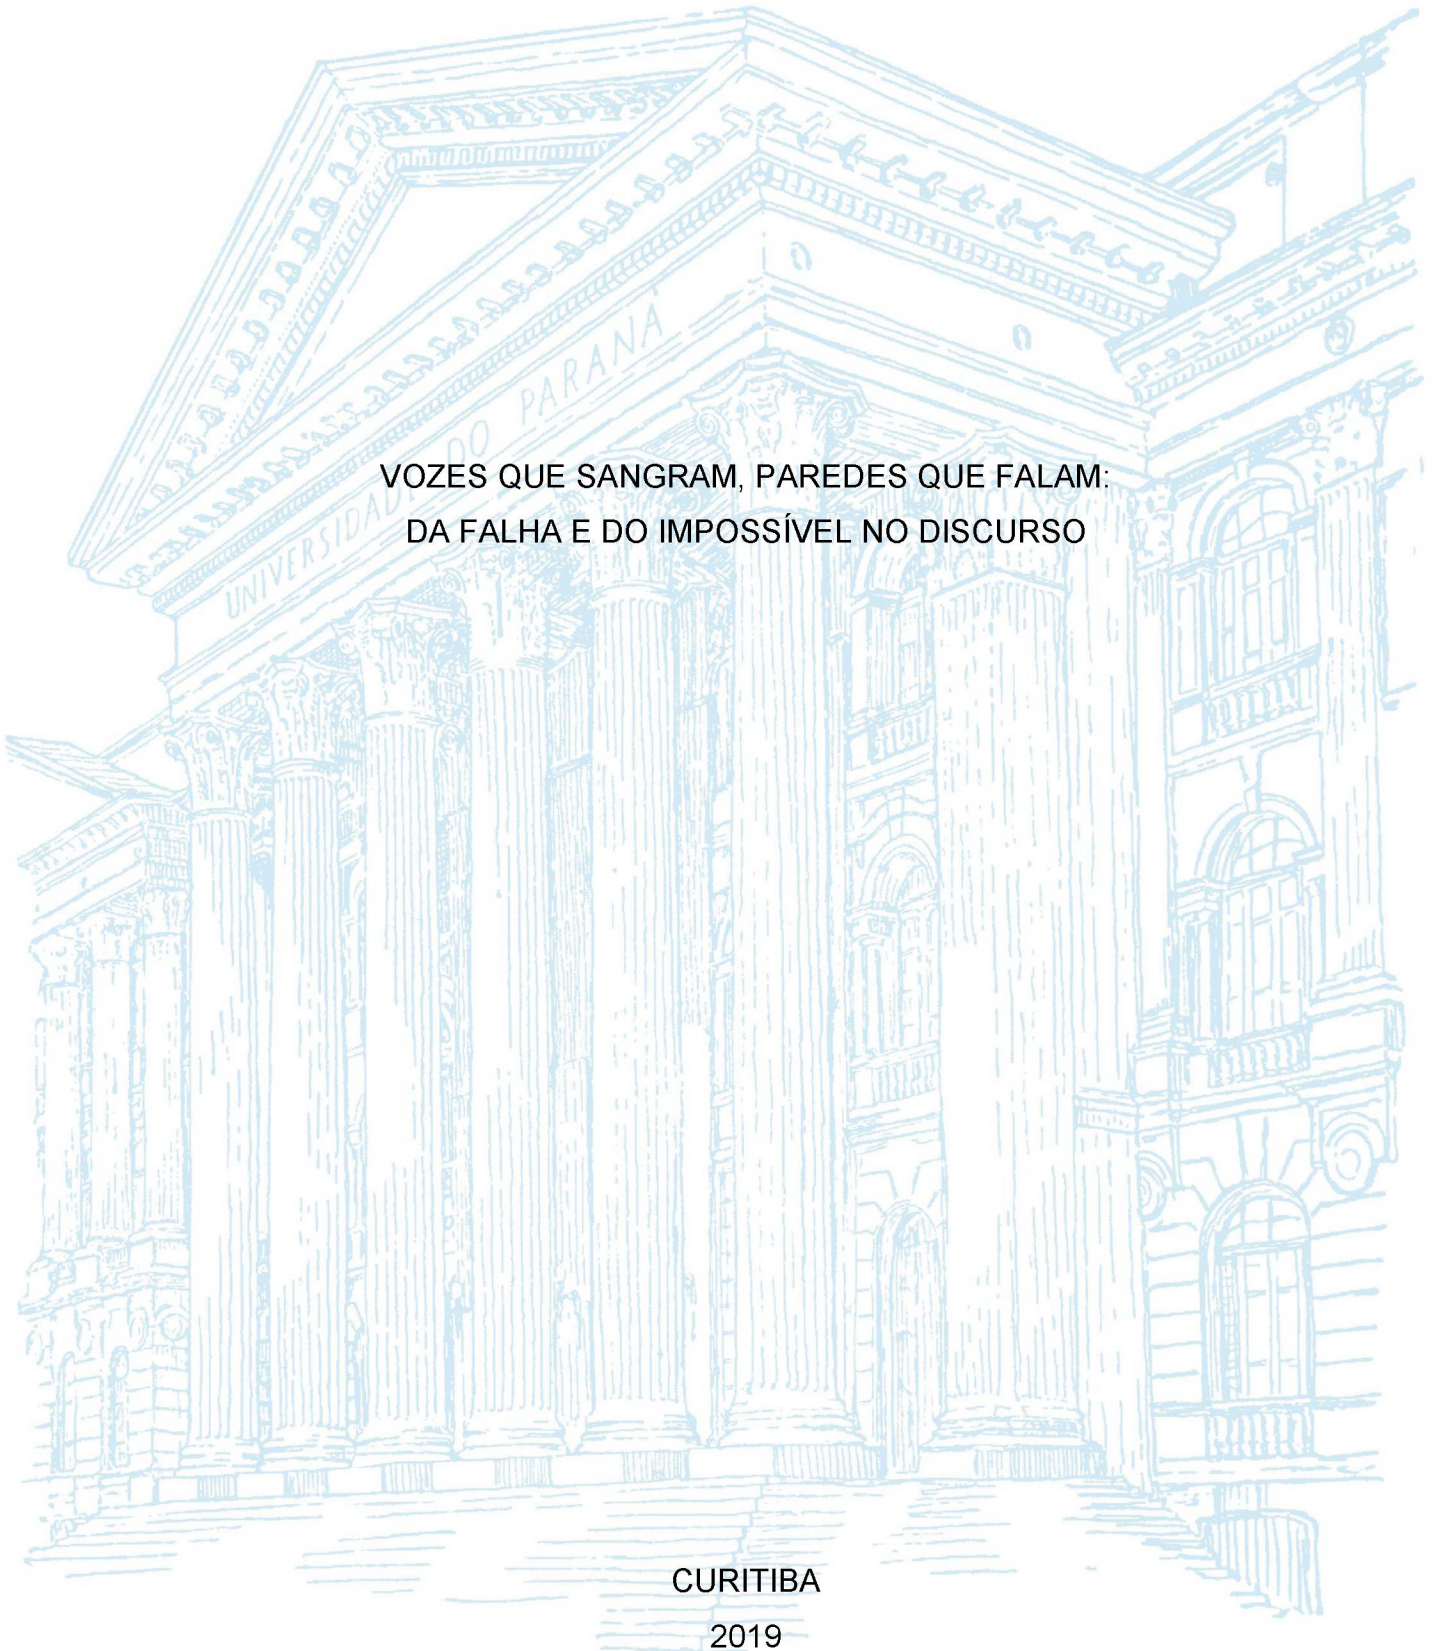 UNIVERSIDADE DO PARANÁ
VOZES QUE SANGRAM, PAREDES QUE FALAM:
DA FALHA E DO IMPOSSÍVEL NO DISCURSO
CURITIBA
2019